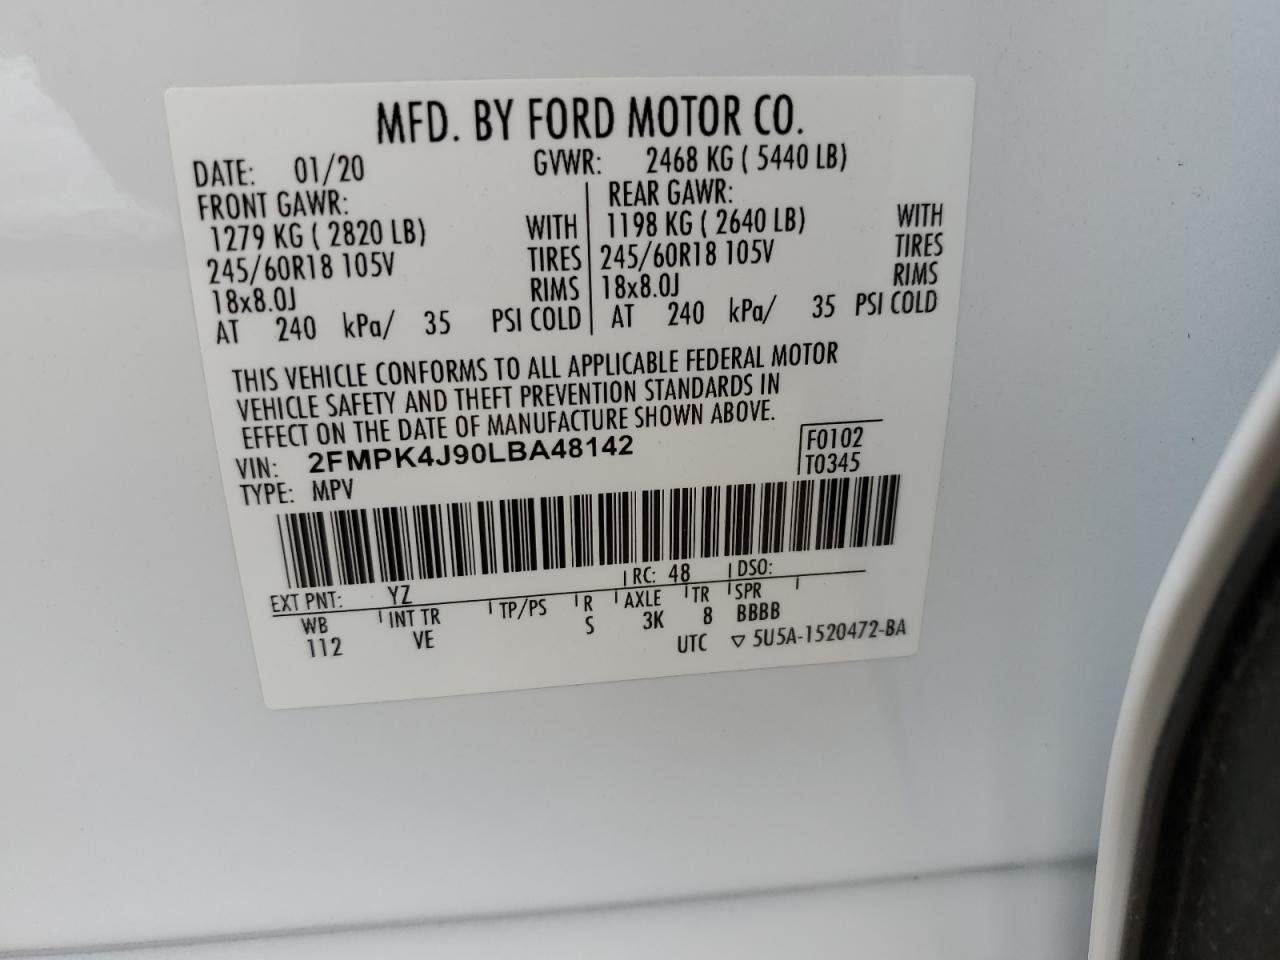 MFD. BY FORD MOTOR CO.
DATE: 01/20 GVWR: 2468 KG ( 5440 LB)
FRONT GAWR: REAR GAWR:
1279 KG ( 2820 LB) WITH 1198 KG ( 2640 LB) WITH
245/60R18 105V TIRES 245/60R18 105V TIRES
18x8.0J RIMS 18x8.0J RIMS
AT 240 kPa/ 35 PSI COLD AT 240 kPa/ 35 PSI COLD
THIS VEHICLE CONFORMS TO ALL APPLICABLE FEDERAL MOTOR
VEHICLE SAFETY AND THEFT PREVENTION STANDARDS IN
EFFECT ON THE DATE OF MANUFACTURE SHOWN ABOVE.
VIN: 2FMPK4J90LBA48142 F0102
TYPE: MPV T0345
EXT PNT: YZ RC: 48 DSO:
WB INT TR TP/PS R AXLE TR SPR
112 VE S 3K 8 BBBB
UTC ▽ 5U5A-1520472-BA